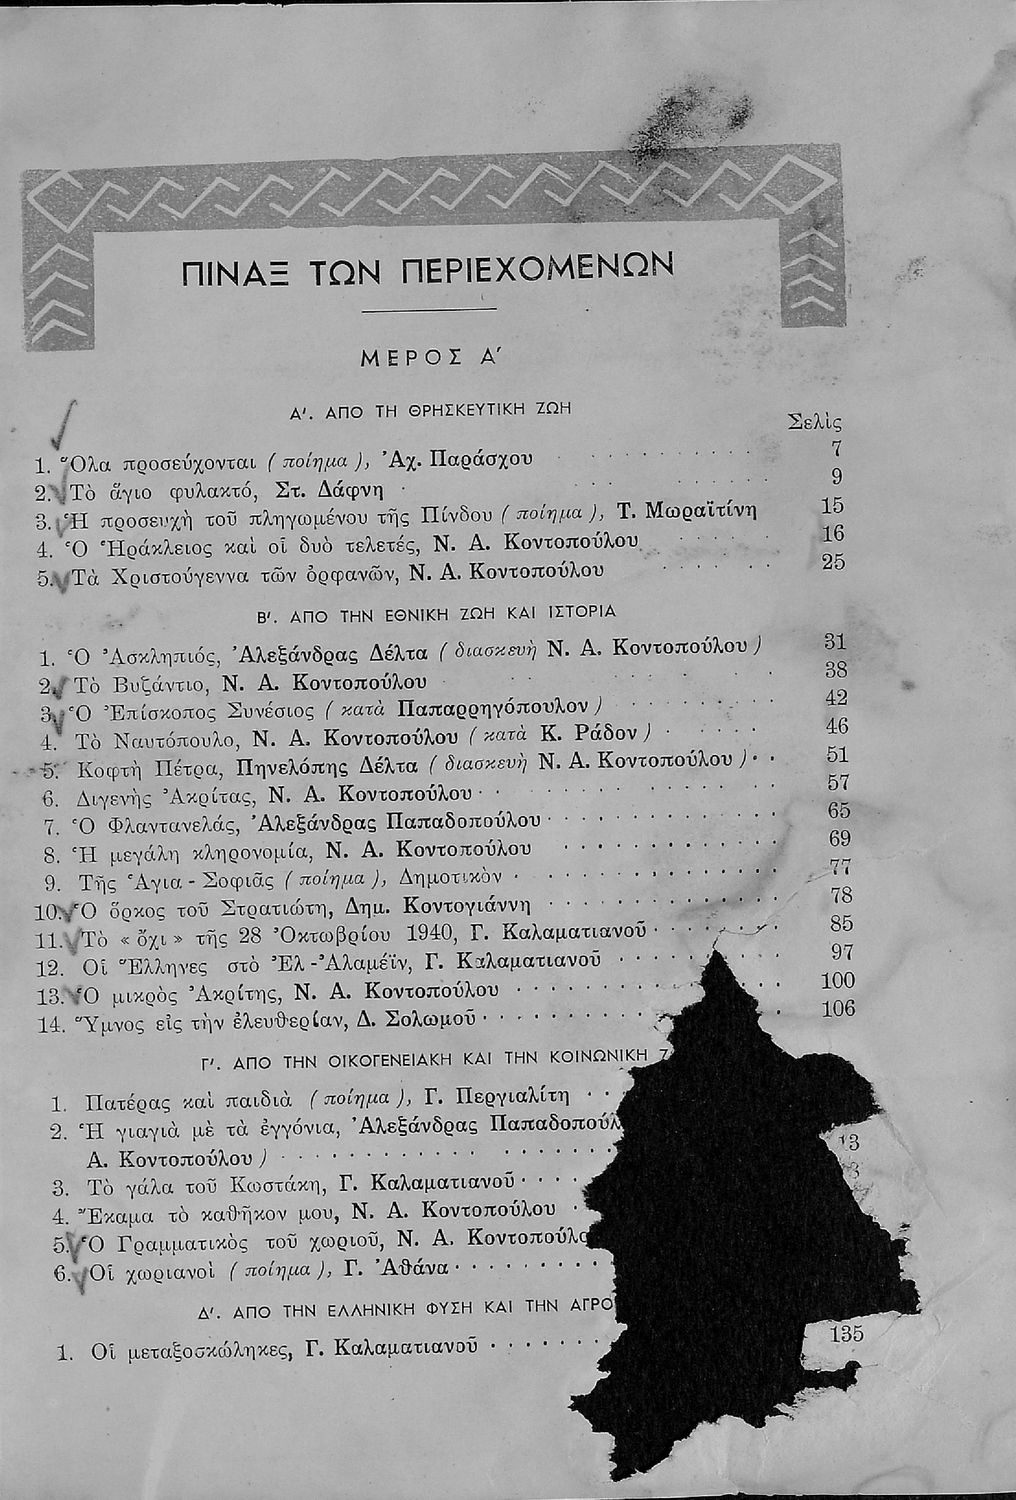 ΠΙΝΑΞ ΤΩΝ ΠΕΡΙΕΧΟΜΕΝΩΝ
ΜΕΡΟΣ Α΄
Α'. ΑΠΟ ΤΗ ΘΡΗΣΚΕΥΤΙΚΗ ΖΩΗ
Σελὶς
1. Ὅλα προσεύχονται ( ποίημα ), Ἀχ. Παράσχου 7
2. Τὸ ἅγιο φυλακτό, Στ. Δάφνη 9
3. Ἡ προσευχὴ τοῦ πληγωμένου τῆς Πίνδου ( ποίημα ), Τ. Μωραϊτίνη 15
4. Ὁ Ἡράκλειος καὶ οἱ δυὸ τελετές, Ν. Α. Κοντοπούλου 16
5. Τὰ Χριστούγεννα τῶν ὀρφανῶν, Ν. Α. Κοντοπούλου 25
Β'. ΑΠΟ ΤΗΝ ΕΘΝΙΚΗ ΖΩΗ ΚΑΙ ΙΣΤΟΡΙΑ
1. Ὁ Ἀσκληπιός, Ἀλεξάνδρας Δέλτα ( διασκευὴ Ν. Α. Κοντοπούλου ) 31
2. Τὸ Βυζάντιο, Ν. Α. Κοντοπούλου 38
3. Ὁ Ἐπίσκοπος Συνέσιος ( κατὰ Παπαρρηγόπουλον ) 42
4. Τὸ Ναυτόπουλο, Ν. Α. Κοντοπούλου ( κατὰ Κ. Ράδον ) 46
5. Κοφτὴ Πέτρα, Πηνελόπης Δέλτα ( διασκευὴ Ν. Α. Κοντοπούλου ) 51
6. Διγενὴς Ἀκρίτας, Ν. Α. Κοντοπούλου 57
7. Ὁ Φλαντανελάς, Ἀλεξάνδρας Παπαδοπούλου 65
8. Ἡ μεγάλη κληρονομία, Ν. Α. Κοντοπούλου 69
9. Τῆς Ἁγια - Σοφιᾶς ( ποίημα ), Δημοτικὸν 77
10. Ὁ ὅρκος τοῦ Στρατιώτη, Δημ. Κοντογιάννη 78
11. Τὸ « ὄχι » τῆς 28 Ὀκτωβρίου 1940, Γ. Καλαματιανοῦ 85
12. Οἱ Ἕλληνες στὸ Ἐλ - Ἀλαμέϊν, Γ. Καλαματιανοῦ 97
13. Ὁ μικρὸς Ἀκρίτης, Ν. Α. Κοντοπούλου 100
14. Ὕμνος εἰς τὴν ἐλευθερίαν, Δ. Σολωμοῦ 106
Γ'. ΑΠΟ ΤΗΝ ΟΙΚΟΓΕΝΕΙΑΚΗ ΚΑΙ ΤΗΝ ΚΟΙΝΩΝΙΚΗ
1. Πατέρας καὶ παιδιὰ ( ποίημα ), Γ. Περγιαλίτη
2. Ἡ γιαγιὰ μὲ τὰ ἐγγόνια, Ἀλεξάνδρας Παπαδοπούλ
Α. Κοντοπούλου ) 13
3. Τὸ γάλα τοῦ Κωστάκη, Γ. Καλαματιανοῦ 3
4. Ἔκαμα τὸ καθῆκον μου, Ν. Α. Κοντοπούλου
5. Ὁ Γραμματικὸς τοῦ χωριοῦ, Ν. Α. Κοντοπούλο
6. Οἱ χωριανοὶ ( ποίημα ), Γ. Ἀθάνα
Δ'. ΑΠΟ ΤΗΝ ΕΛΛΗΝΙΚΗ ΦΥΣΗ ΚΑΙ ΤΗΝ ΑΓΡΟ
1. Οἱ μεταξοσκώληκες, Γ. Καλαματιανοῦ 135